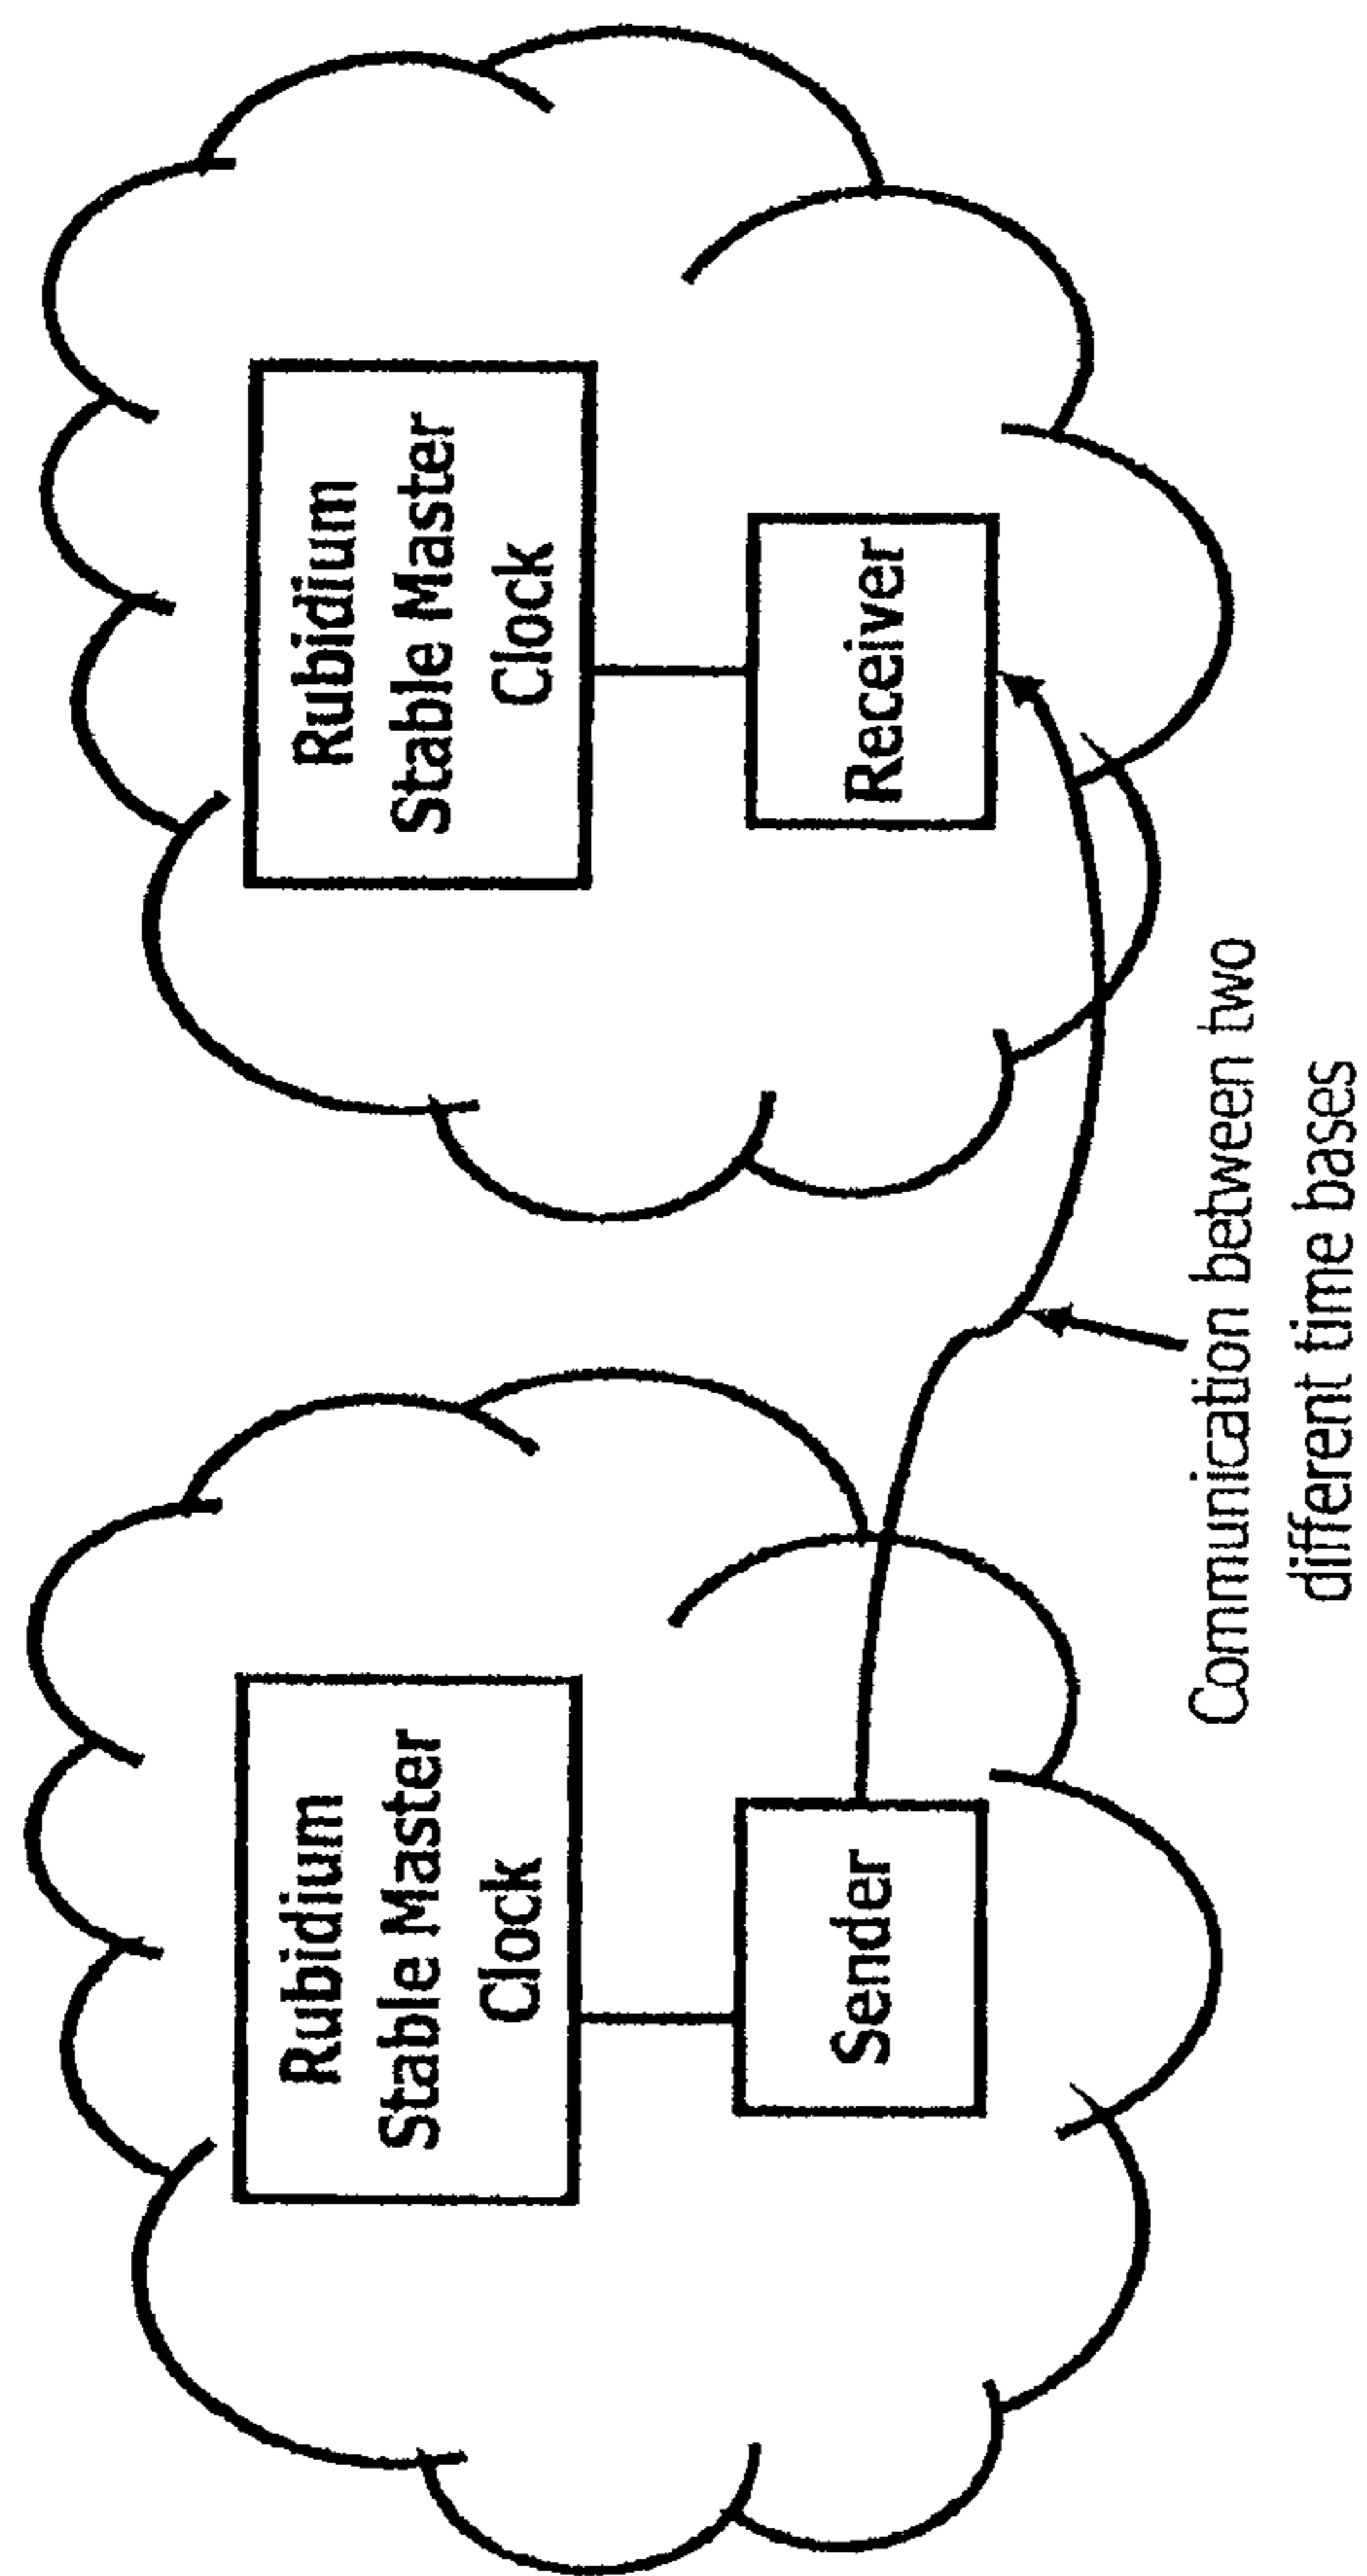 Rubidium
Stable Master
Clock
Sender
Rubidium
Stable Master
Clock
Receiver
Communication between two
different time bases